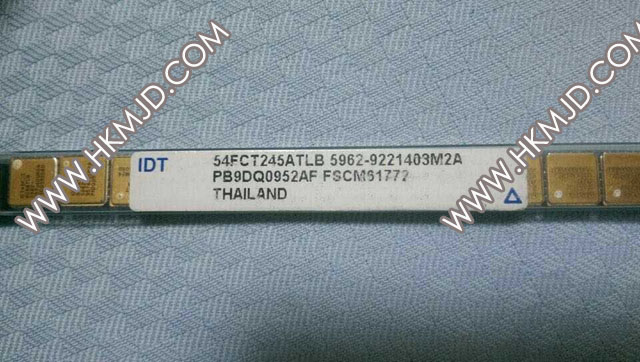 WWW.HKMJD.COM
WWW.HKMJD.COM
IDT
54FCT245ATLB 5962-9221403M2A
PB9DQ0952AF FSCM61772
THAILAND